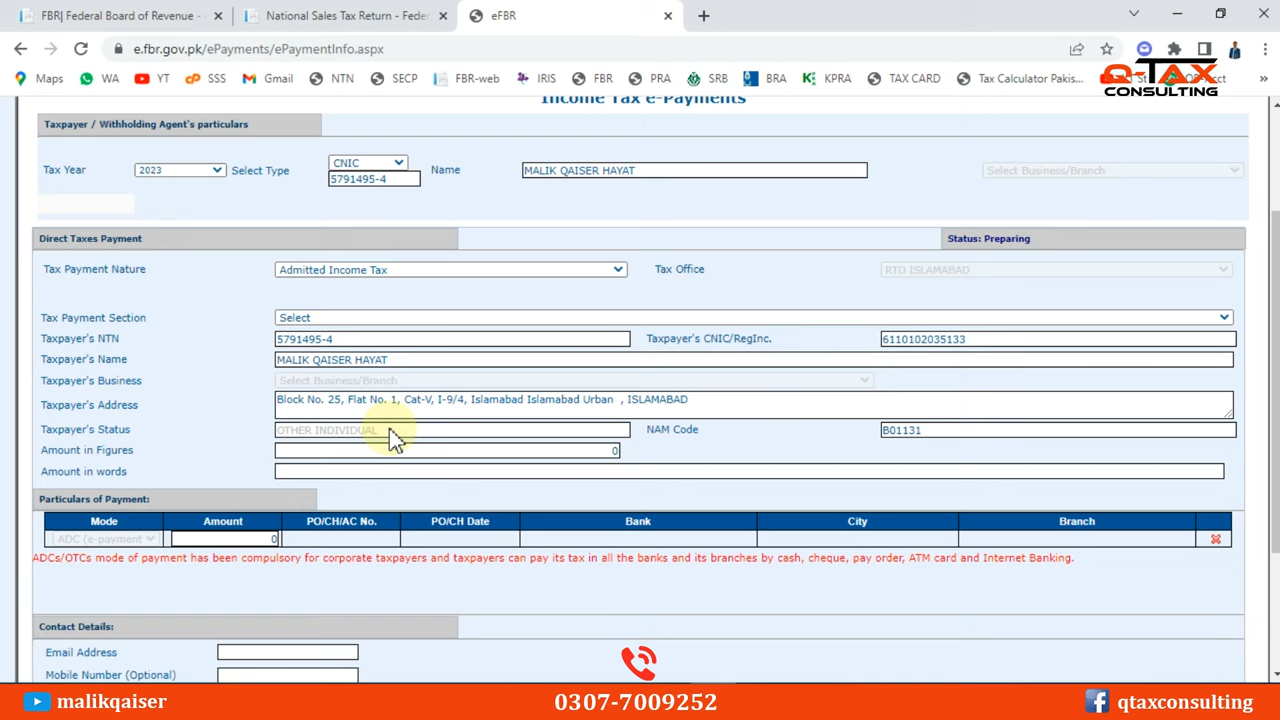 FBR| Federal Board of Revenue -
National Sales Tax Return - Fede
eFBR
e.fbr.gov.pk/ePayments/ePaymentInfo.aspx
Maps WA YT SSS Gmail NTN SECP FBR-web IRIS FBR PRA SRB BRA KPRA TAX CARD Tax Calculator Pakis...
Q-TAX
CONSULTING
Income Tax e-Payments
Taxpayer / Withholding Agent's particulars
Tax Year 2023 Select Type CNIC Name MALIK QAISER HAYAT Select Business/Branch
5791495-4
Direct Taxes Payment Status: Preparing
Tax Payment Nature Admitted Income Tax Tax Office RTO ISLAMABAD
Tax Payment Section Select
Taxpayer's NTN 5791495-4 Taxpayer's CNIC/RegInc. 6110102035133
Taxpayer's Name MALIK QAISER HAYAT
Taxpayer's Business Select Business/Branch
Taxpayer's Address Block No. 25, Flat No. 1, Cat-V, I-9/4, Islamabad Islamabad Urban , ISLAMABAD
Taxpayer's Status OTHER INDIVIDUAL NAM Code B01131
Amount in Figures 0
Amount in words
Particulars of Payment:
Mode Amount PO/CH/AC No. PO/CH Date Bank City Branch
ADC (e-payment 0
ADCs/OTCs mode of payment has been compulsory for corporate taxpayers and taxpayers can pay its tax in all the banks and its branches by cash, cheque, pay order, ATM card and Internet Banking.
Contact Details:
Email Address
Mobile Number (Optional)
malikqaiser 0307-7009252 qtaxconsulting